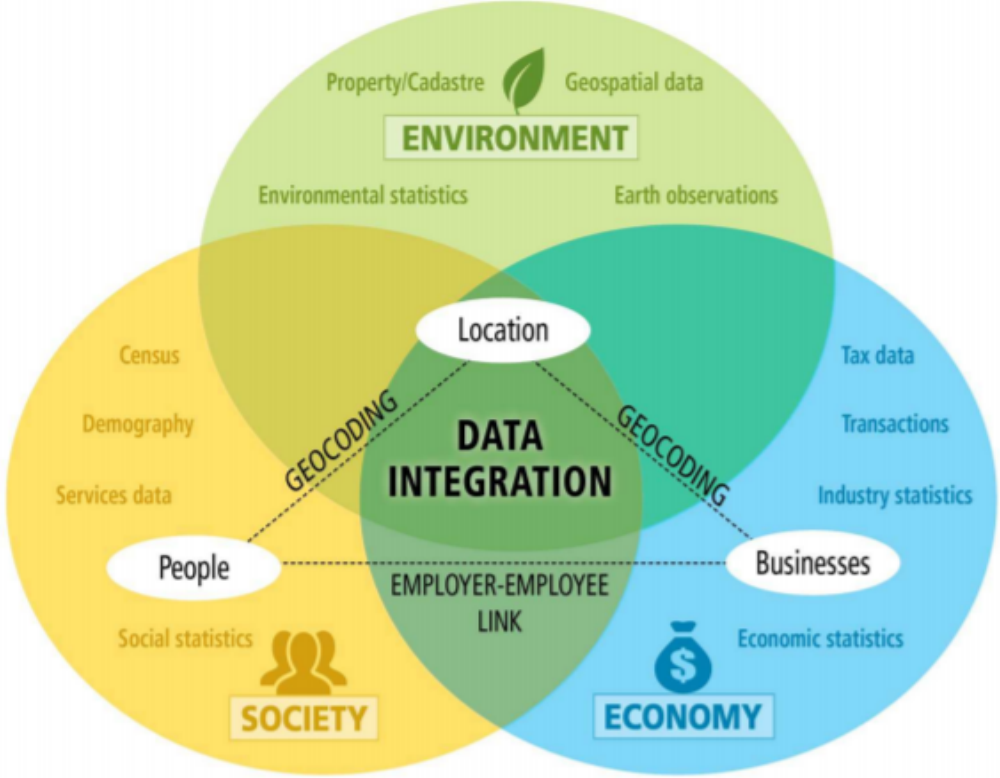 Property/Cadastre
Geospatial data
ENVIRONMENT
Environmental statistics
Earth observations
Location
Census
Tax data
Demography
Transactions
GEOCODING
GEOCODING
DATA
INTEGRATION
Services data
Industry statistics
People
Businesses
EMPLOYER-EMPLOYEE
LINK
Social statistics
$
Economic statistics
SOCIETY
ECONOMY